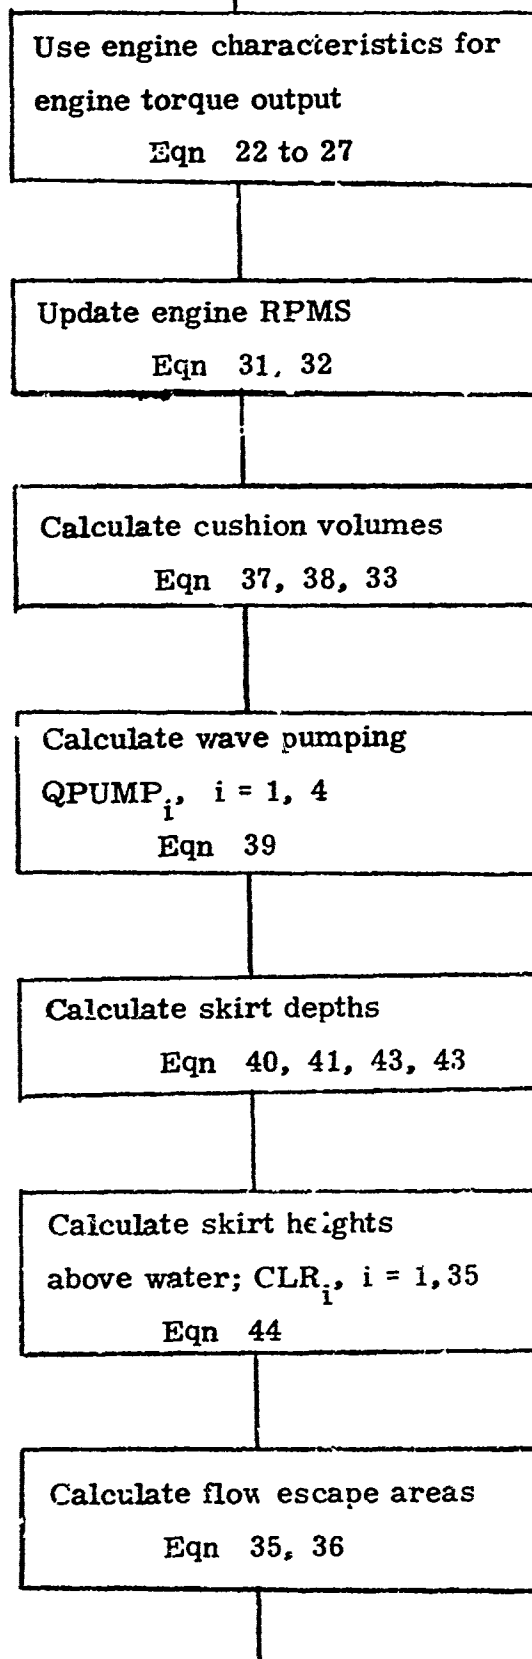 Use engine characteristics for
engine torque output
Eqn 22 to 27
Update engine RPMS
Eqn 31, 32
Calculate cushion volumes
Eqn 37, 38, 33
Calculate wave pumping
QPUMP_i, i = 1, 4
Eqn 39
Calculate skirt depths
Eqn 40, 41, 43, 43
Calculate skirt heights
above water; CLR_i, i = 1, 35
Eqn 44
Calculate flow escape areas
Eqn 35, 36